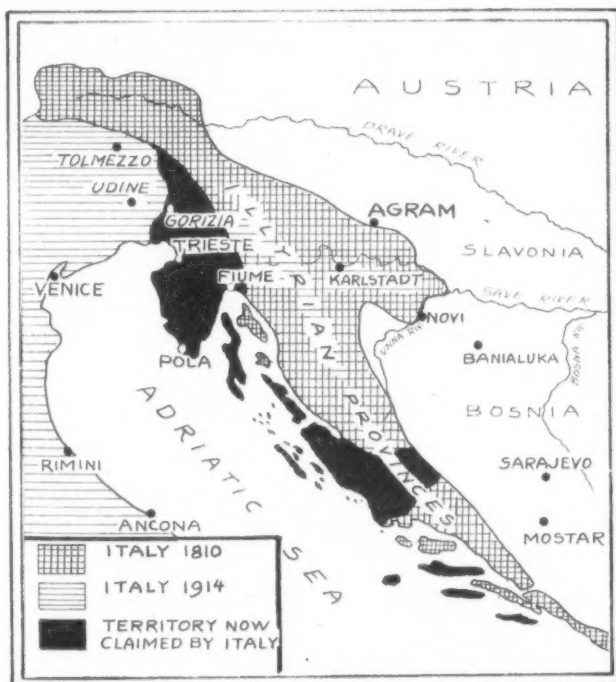 AUSTRIA
DRAVE RIVER
TOLMEZZO
UDINE
GORIZIA
AGRAM
SLAVONIA
TRIESTE
FIUME
KARLSTADT
VENICE
SAVE RIVER
NOVI
UNNA RIV.
BANIALUKA
BOSNA RIV.
POLA
ILLYRIAN PROVINCES
BOSNIA
ADRIATIC SEA
RIMINI
SARAJEVO
ANCONA
MOSTAR
ITALY 1810
ITALY 1914
TERRITORY NOW
CLAIMED BY ITALY